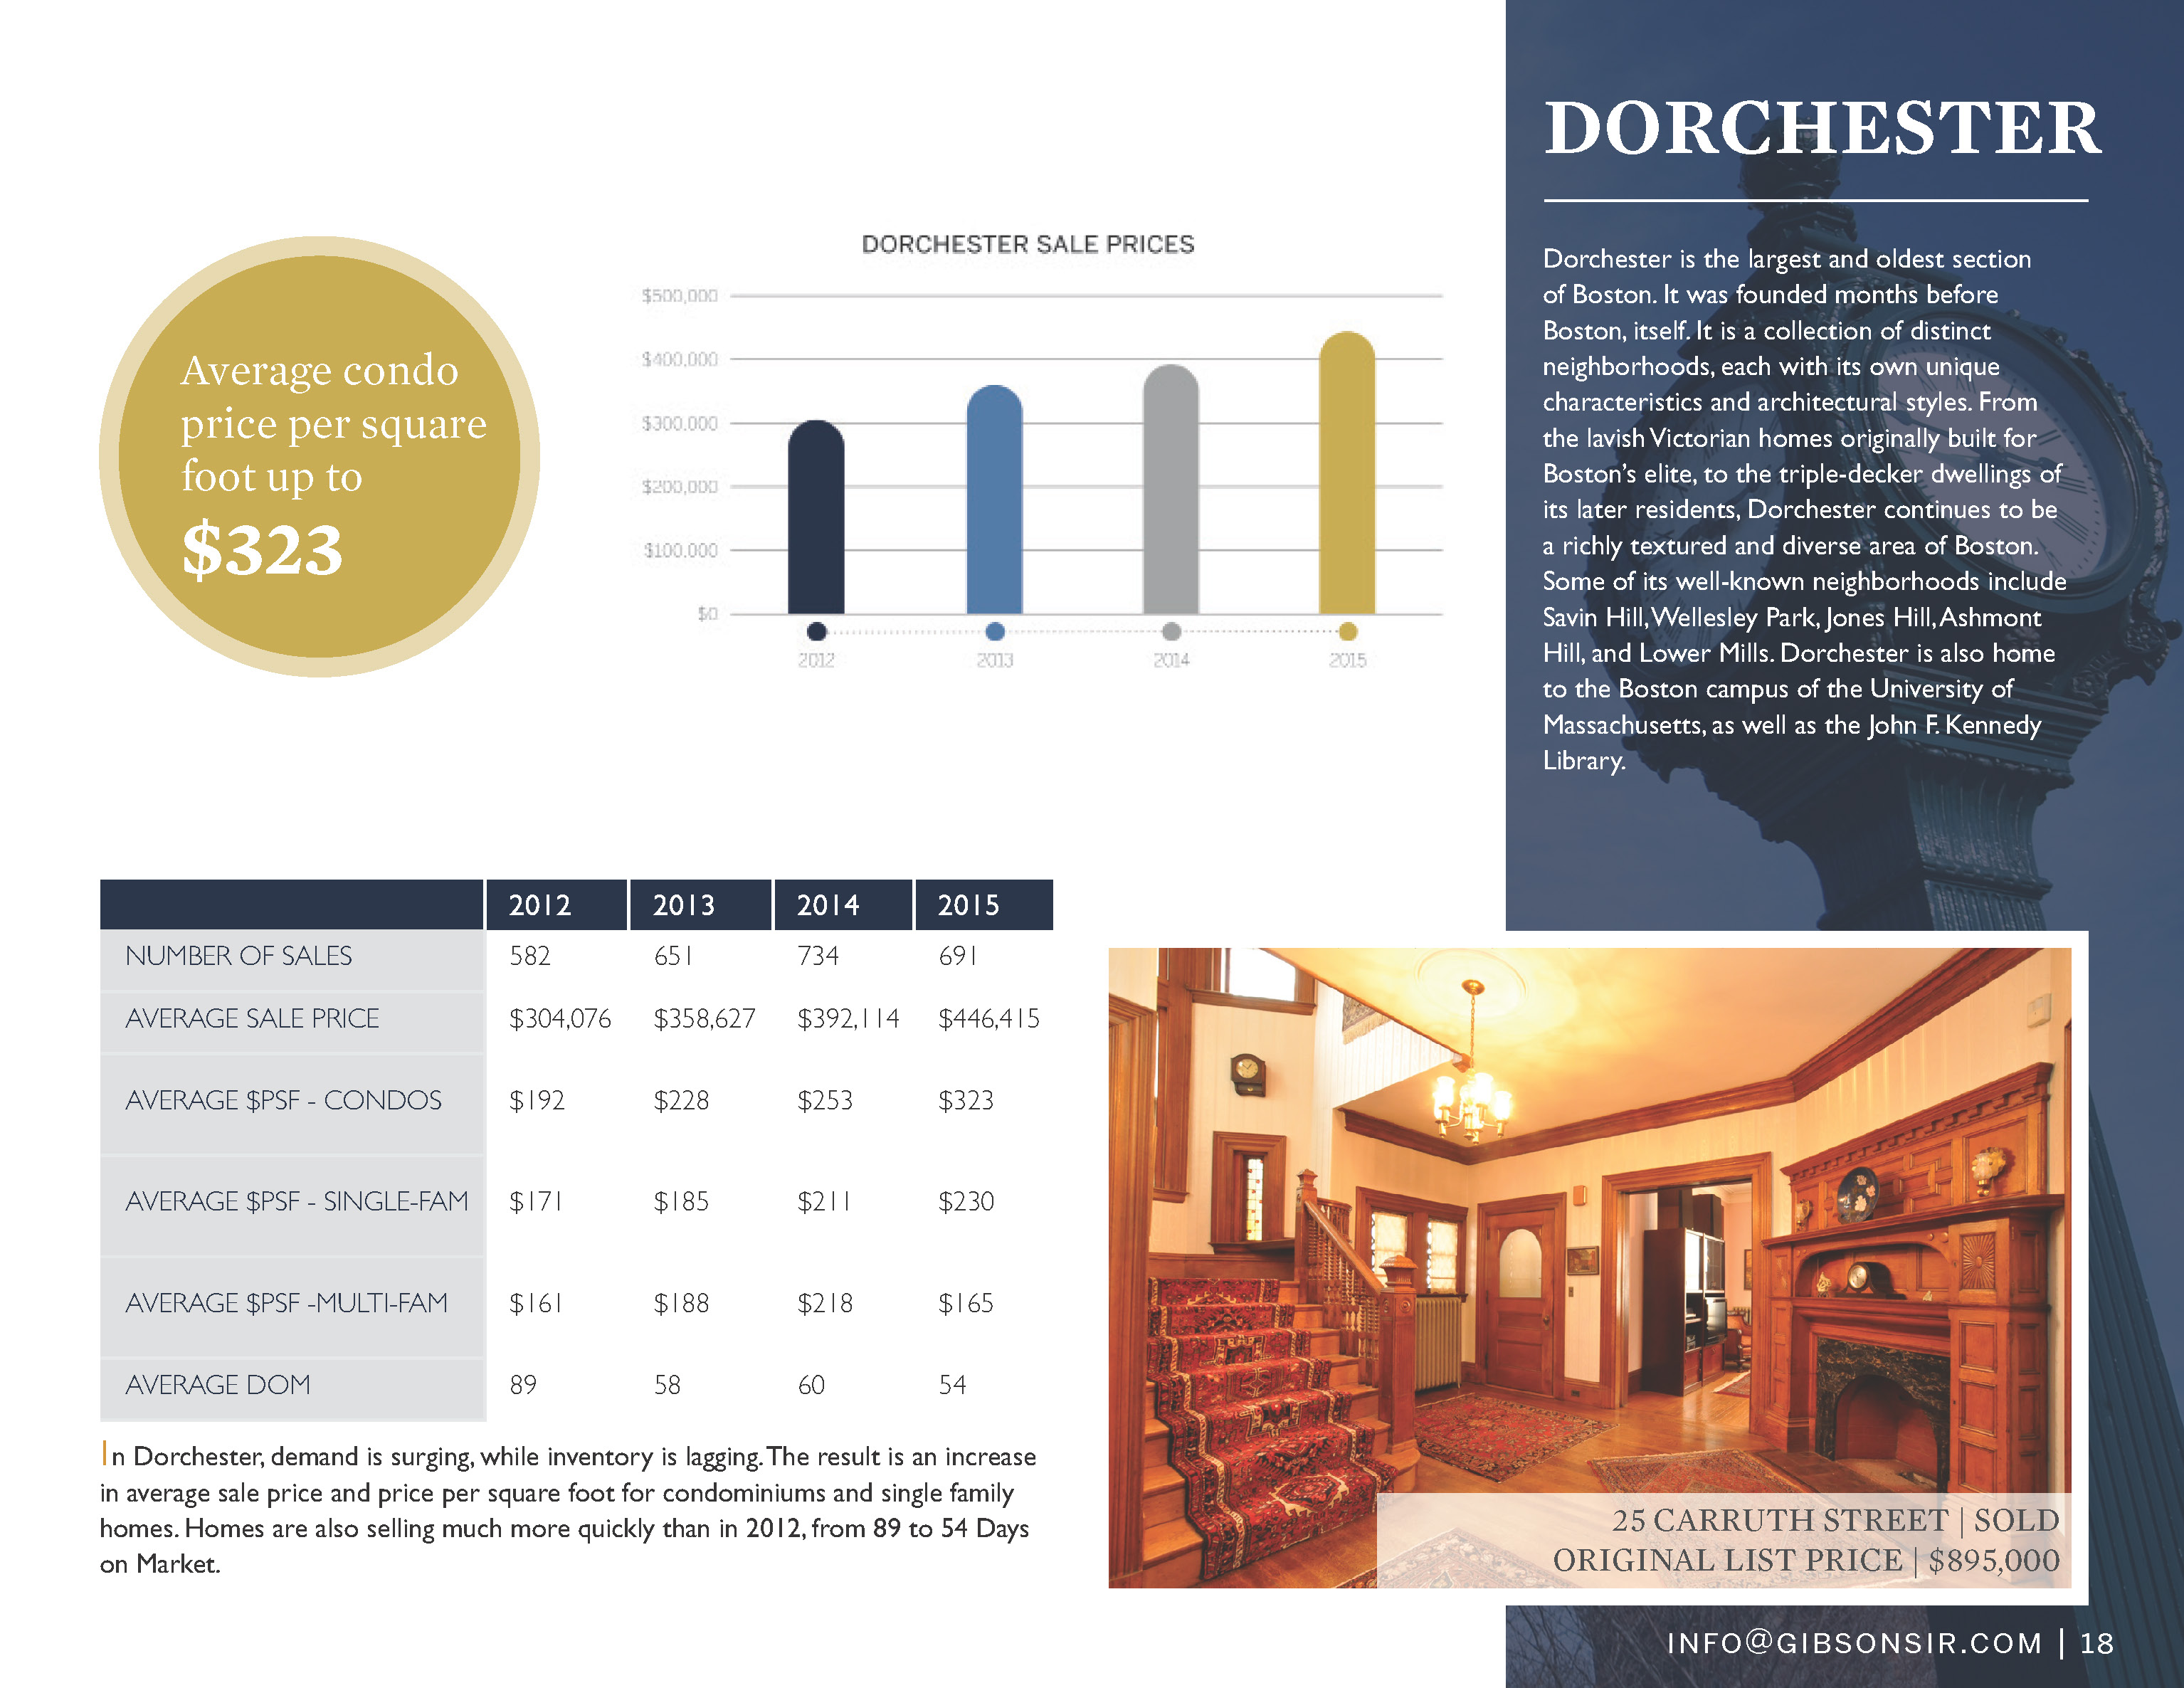 DORCHESTER
Dorchester is the largest and oldest section
of Boston. It was founded months before
Boston, itself. It is a collection of distinct
neighborhoods, each with its own unique
characteristics and architectural styles. From
the lavish Victorian homes originally built for
Boston’s elite, to the triple-decker dwellings of
its later residents, Dorchester continues to be
a richly textured and diverse area of Boston.
Some of its well-known neighborhoods include
Savin Hill, Wellesley Park, Jones Hill, Ashmont
Hill, and Lower Mills. Dorchester is also home
to the Boston campus of the University of
Massachusetts, as well as the John F. Kennedy
Library.
Average condo
price per square
foot up to
$323
DORCHESTER SALE PRICES
$500,000
$400,000
$300,000
$200,000
$100,000
$0
2012 2013 2014 2015
2012 2013 2014 2015
NUMBER OF SALES 582 651 734 691
AVERAGE SALE PRICE $304,076 $358,627 $392,114 $446,415
AVERAGE $PSF - CONDOS $192 $228 $253 $323
AVERAGE $PSF - SINGLE-FAM $171 $185 $211 $230
AVERAGE $PSF -MULTI-FAM $161 $188 $218 $165
AVERAGE DOM 89 58 60 54
In Dorchester, demand is surging, while inventory is lagging. The result is an increase
in average sale price and price per square foot for condominiums and single family
homes. Homes are also selling much more quickly than in 2012, from 89 to 54 Days
on Market.
25 CARRUTH STREET | SOLD
ORIGINAL LIST PRICE | $895,000
INFO@GIBSONSIR.COM | 18